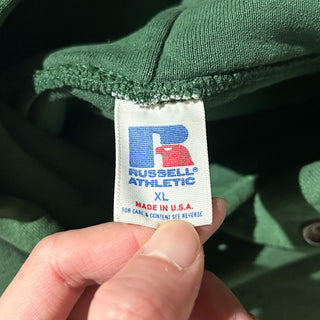 R
RUSSELL®
ATHLETIC
XL
MADE IN U.S.A.
FOR CARE & CONTENT SEE REVERSE